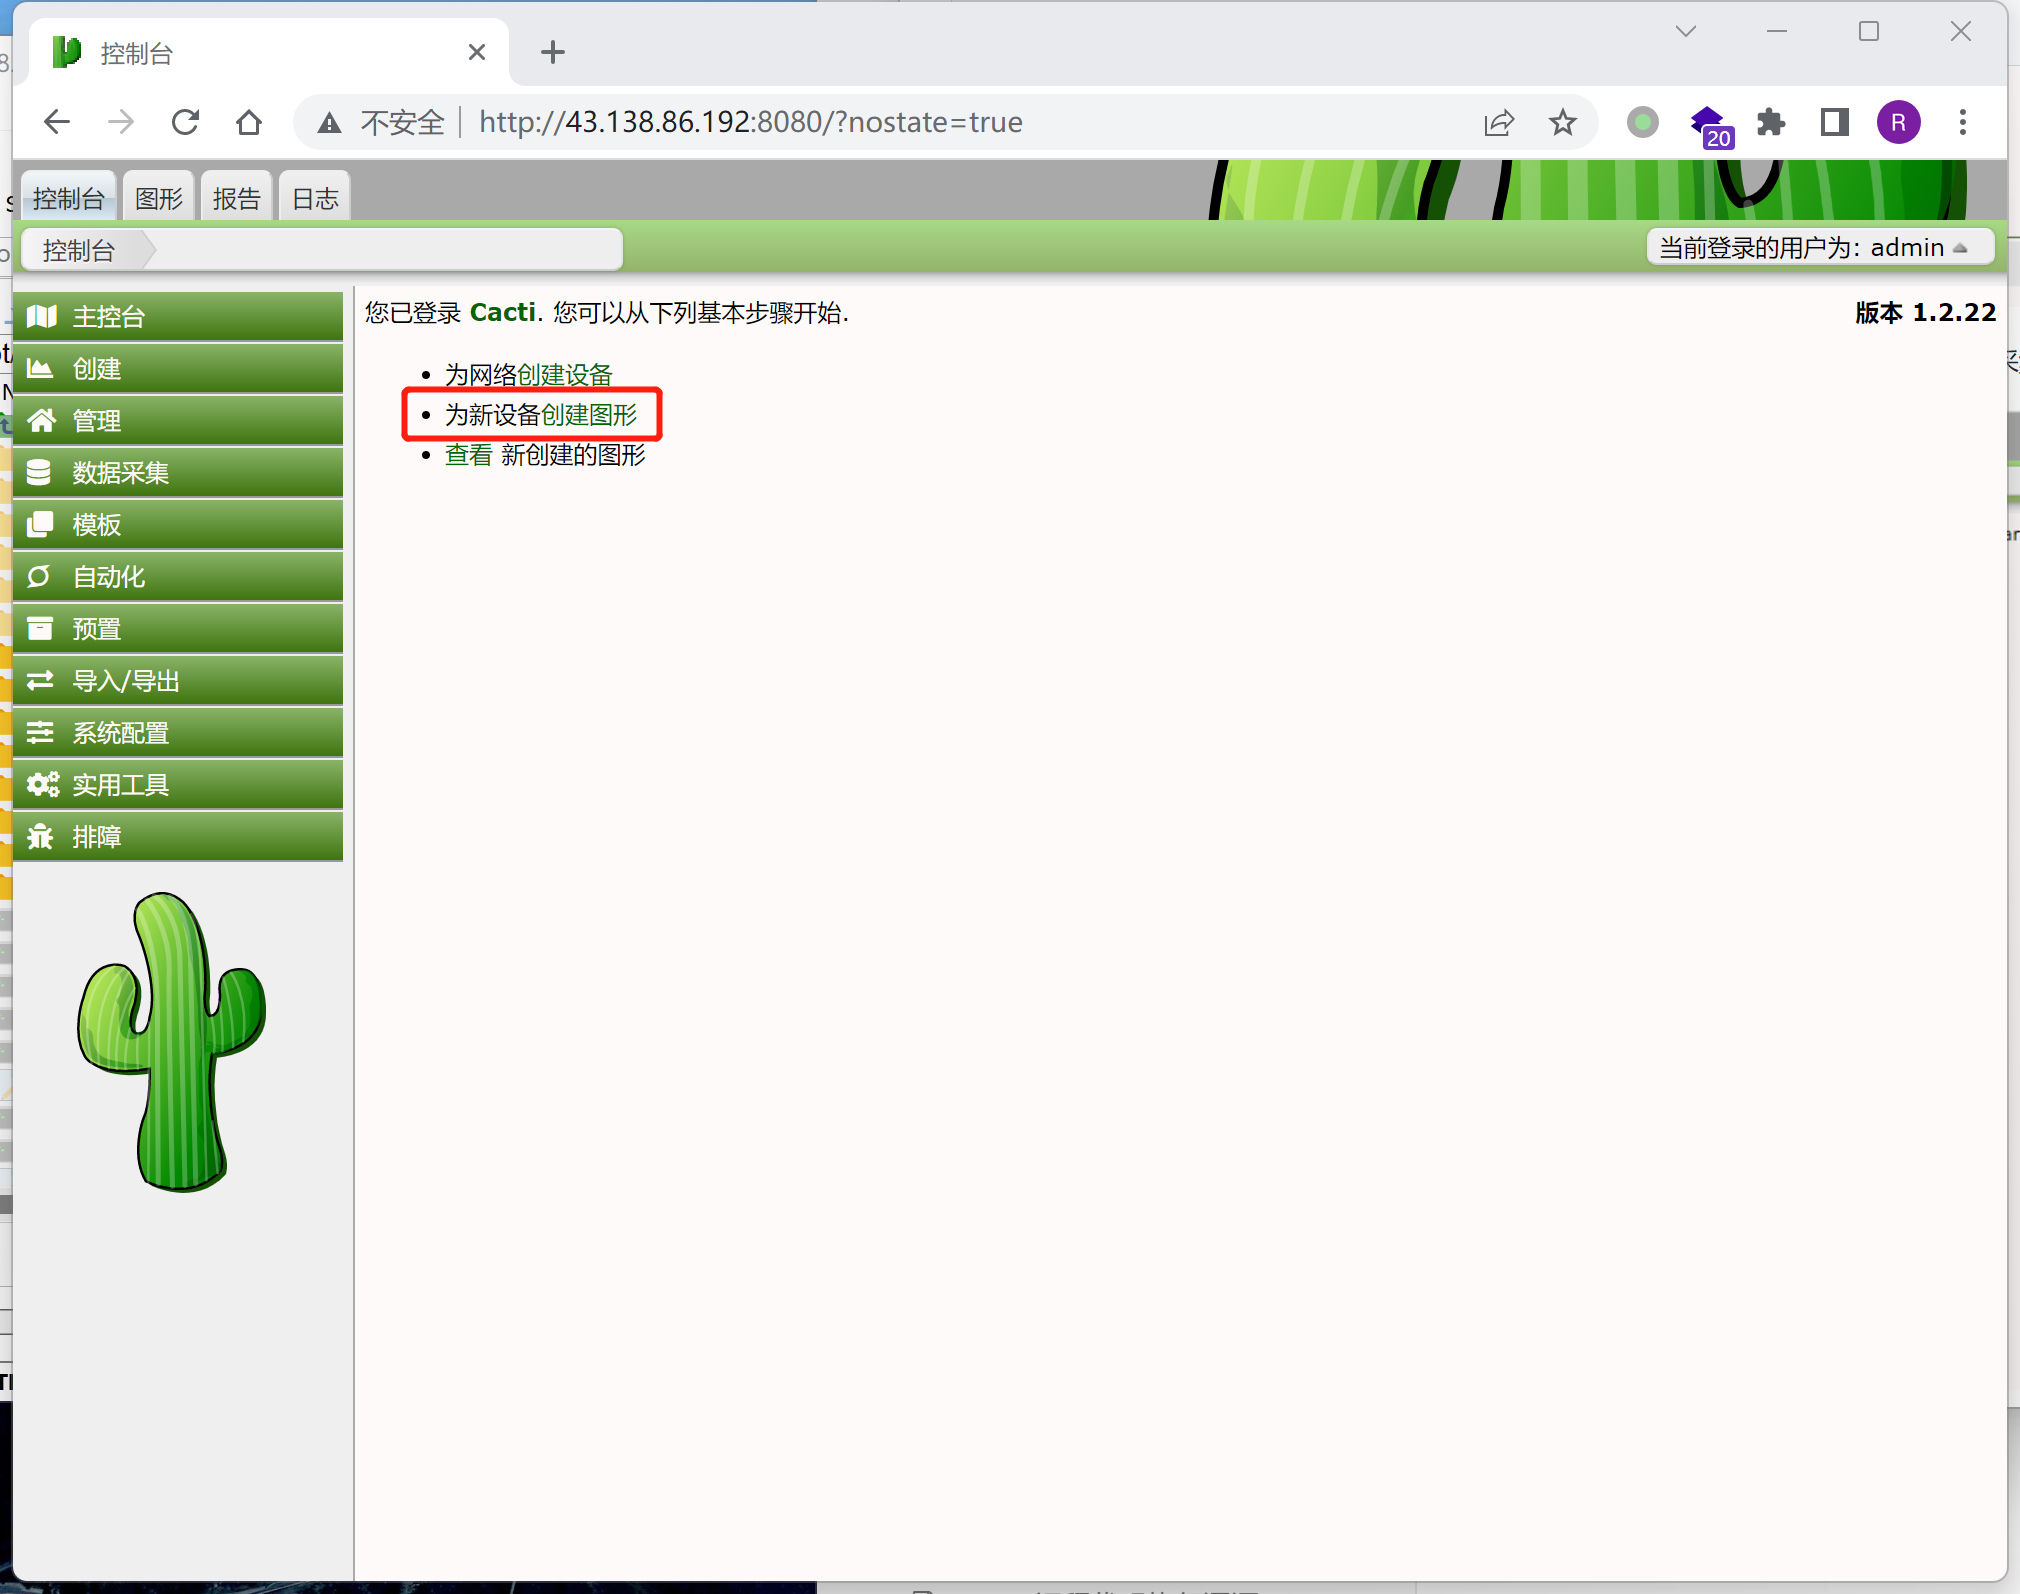 控制台
不安全 http://43.138.86.192:8080/?nostate=true
20
R
控制台 图形 报告 日志
控制台
当前登录的用户为: admin
主控台
创建
管理
数据采集
模板
自动化
预置
导入/导出
系统配置
实用工具
排障
您已登录 Cacti. 您可以从下列基本步骤开始.
版本 1.2.22
为网络创建设备
为新设备创建图形
查看 新创建的图形